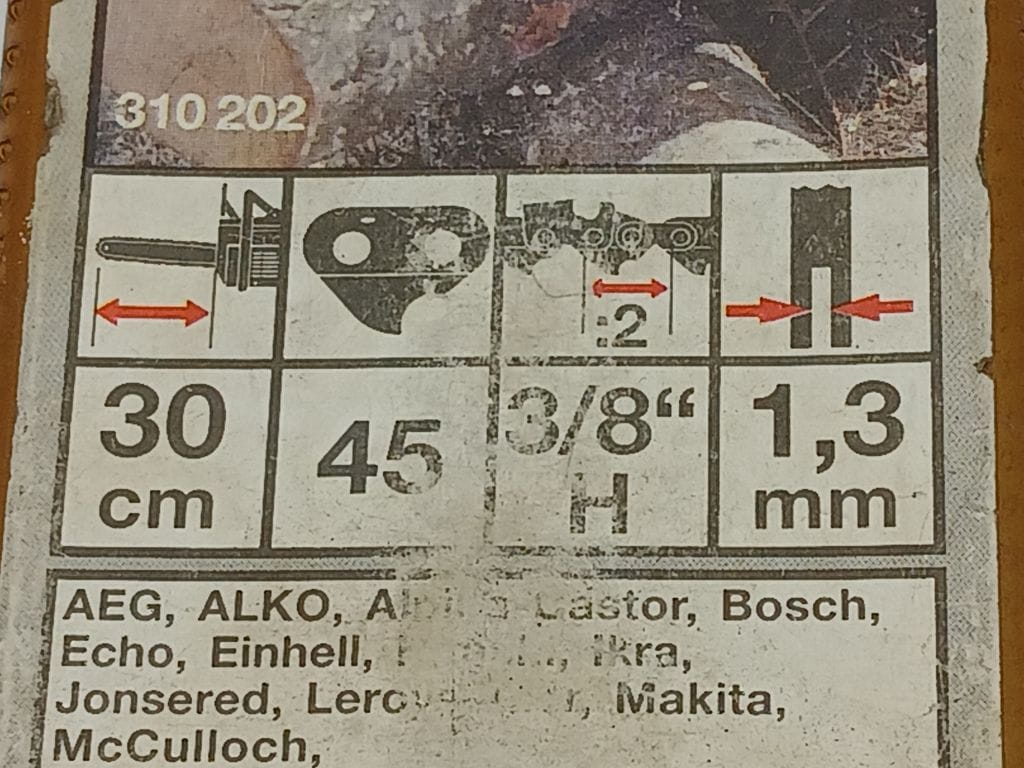 310 202
:2
30 cm
45
3/8“ H
1,3 mm
AEG, ALKO, Castor, Bosch,
Echo, Einhell, Ikra,
Jonsered, Makita,
McCulloch,